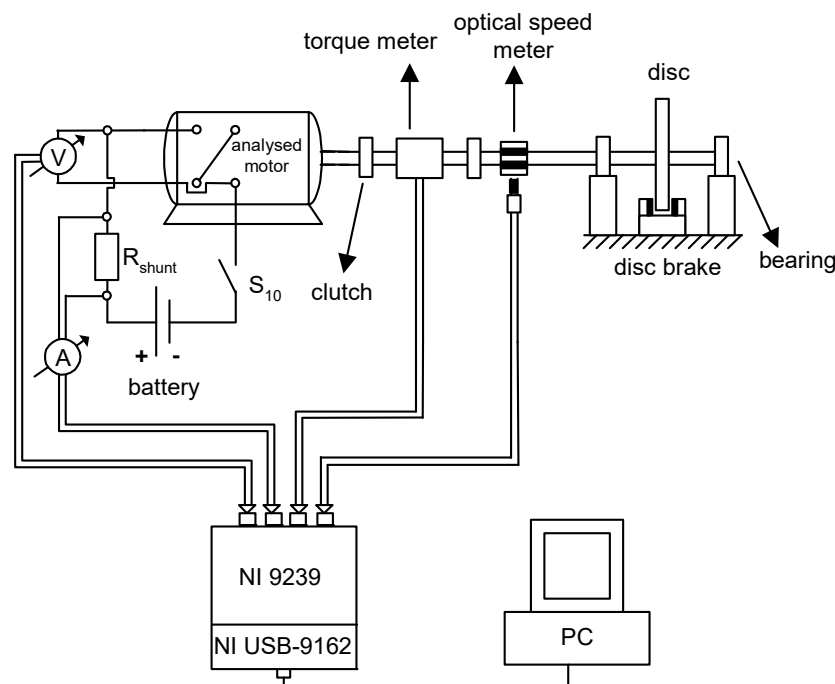 optical speed
meter
torque meter
disc
V
analysed
motor
R shunt
S 10
clutch
disc brake
bearing
A
+ -
battery
NI 9239
NI USB-9162
PC